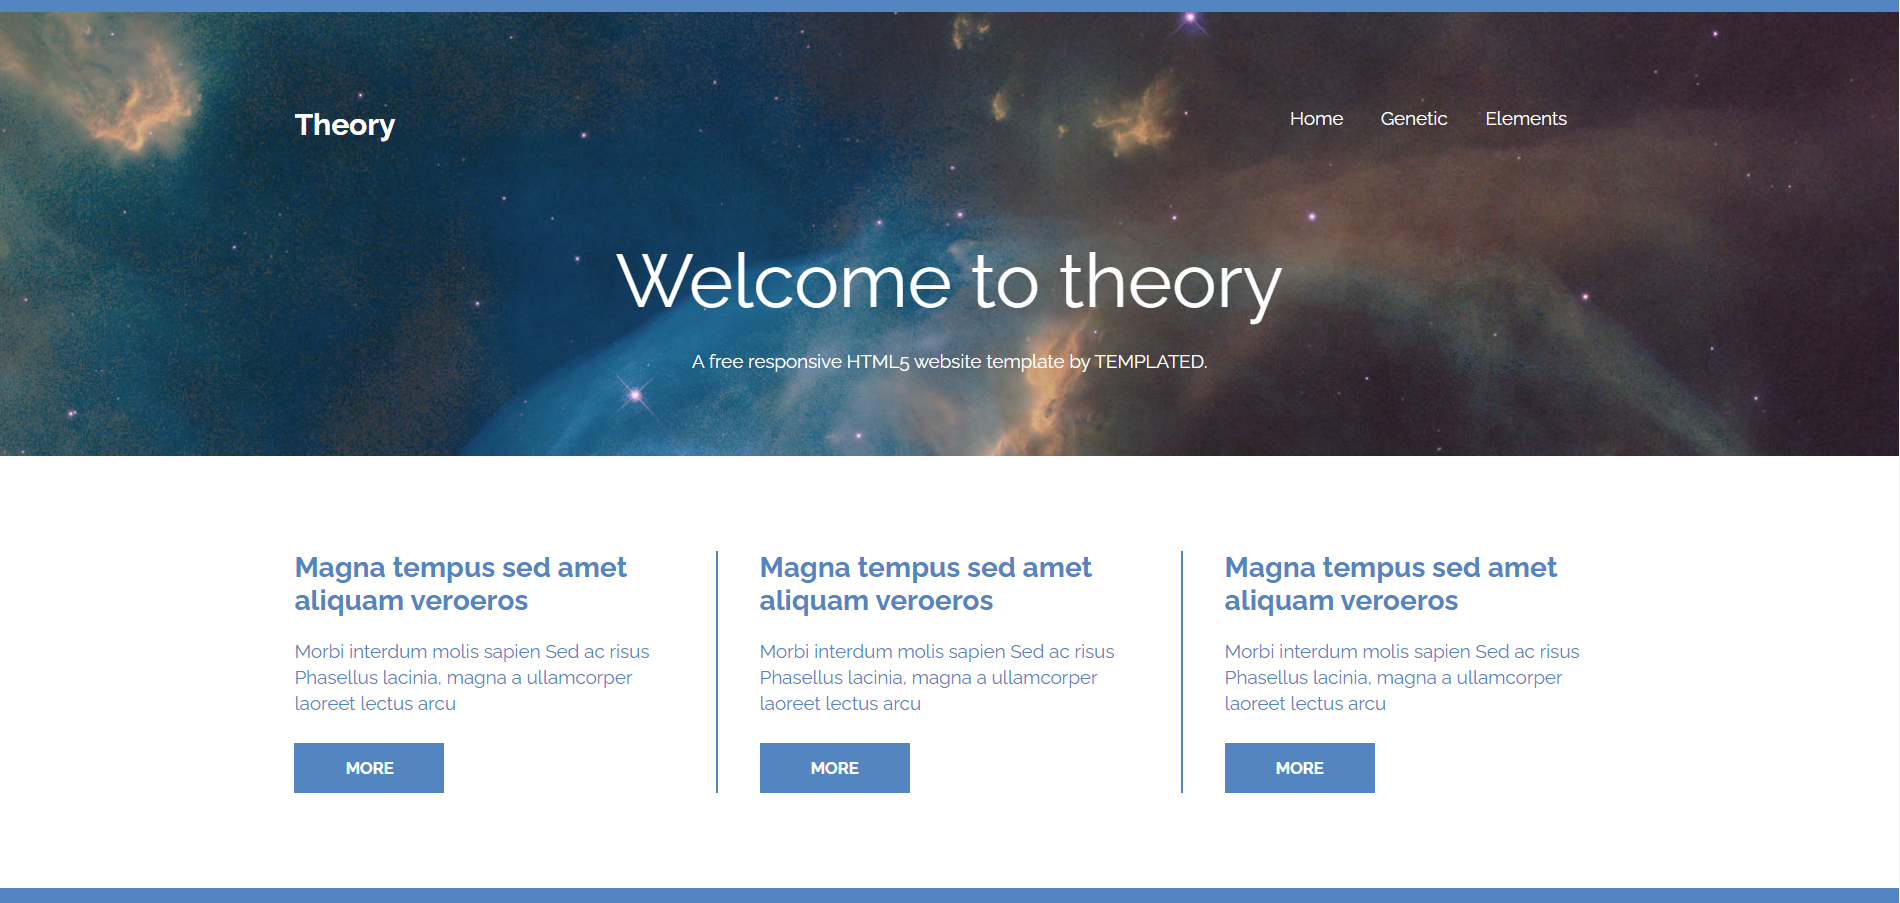 Theory
Home Genetic Elements
Welcome to theory
A free responsive HTML5 website template by TEMPLATED.
Magna tempus sed amet
aliquam veroeros
Morbi interdum molis sapien Sed ac risus
Phasellus lacinia, magna a ullamcorper
laoreet lectus arcu
MORE
Magna tempus sed amet
aliquam veroeros
Morbi interdum molis sapien Sed ac risus
Phasellus lacinia, magna a ullamcorper
laoreet lectus arcu
MORE
Magna tempus sed amet
aliquam veroeros
Morbi interdum molis sapien Sed ac risus
Phasellus lacinia, magna a ullamcorper
laoreet lectus arcu
MORE